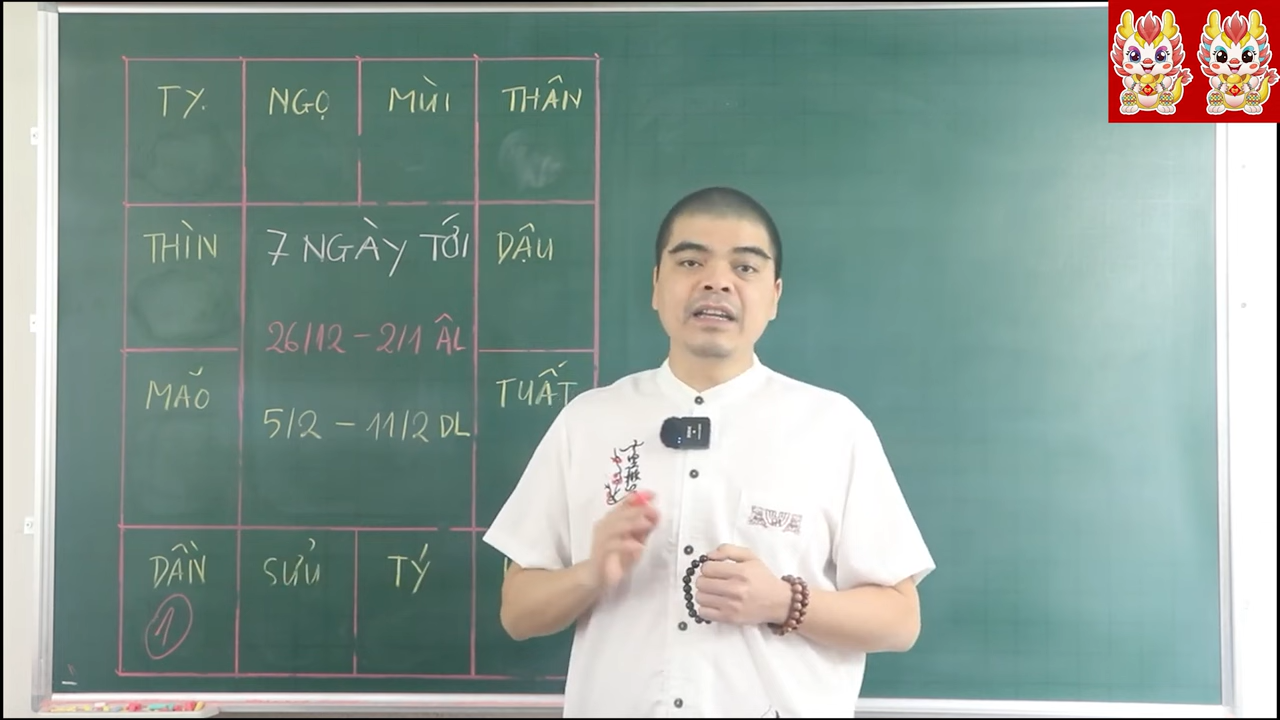 TỴ.
NGỌ
MÙI
THÂN
THÌN
7 NGÀY TỚI
DẬU
26/12 - 2/1 ÂL
MÃO
5/2 - 11/2 DL
TUẤT
DẦN
SỬU
TÝ
1